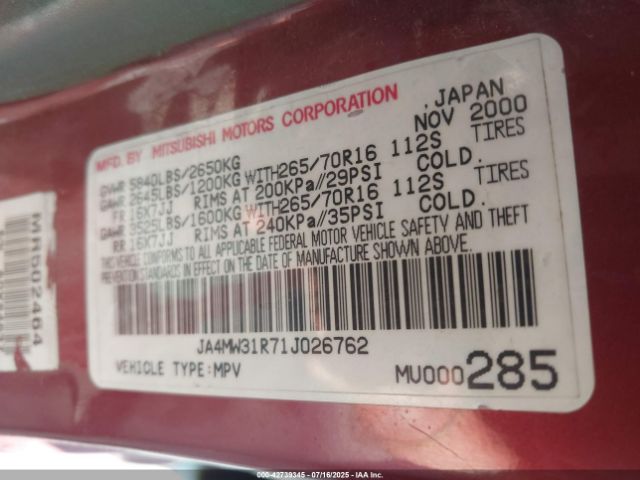 MFD. BY MITSUBISHI MOTORS CORPORATION , JAPAN
NOV 2000
GVWR 5840LBS/2650KG
GAWR 2645LBS/1200KG WITH265/70R16 112S TIRES
FR 16X7JJ RIMS AT 200KPa//29PSI COLD.
GAWR 3525LBS/1600KG WITH265/70R16 112S TIRES
RR 16X7JJ RIMS AT 240KPa//35PSI COLD.
THIS VEHICLE CONFORMS TO ALL APPLICABLE FEDERAL MOTOR VEHICLE SAFETY AND THEFT
PREVENTION STANDARDS IN EFFECT ON THE DATE OF MANUFACTURE SHOWN ABOVE.
JA4MW31R71J026762
VEHICLE TYPE:MPV
MU000285
MR502464
000-42739345 - 07/16/2025 - IAA Inc.